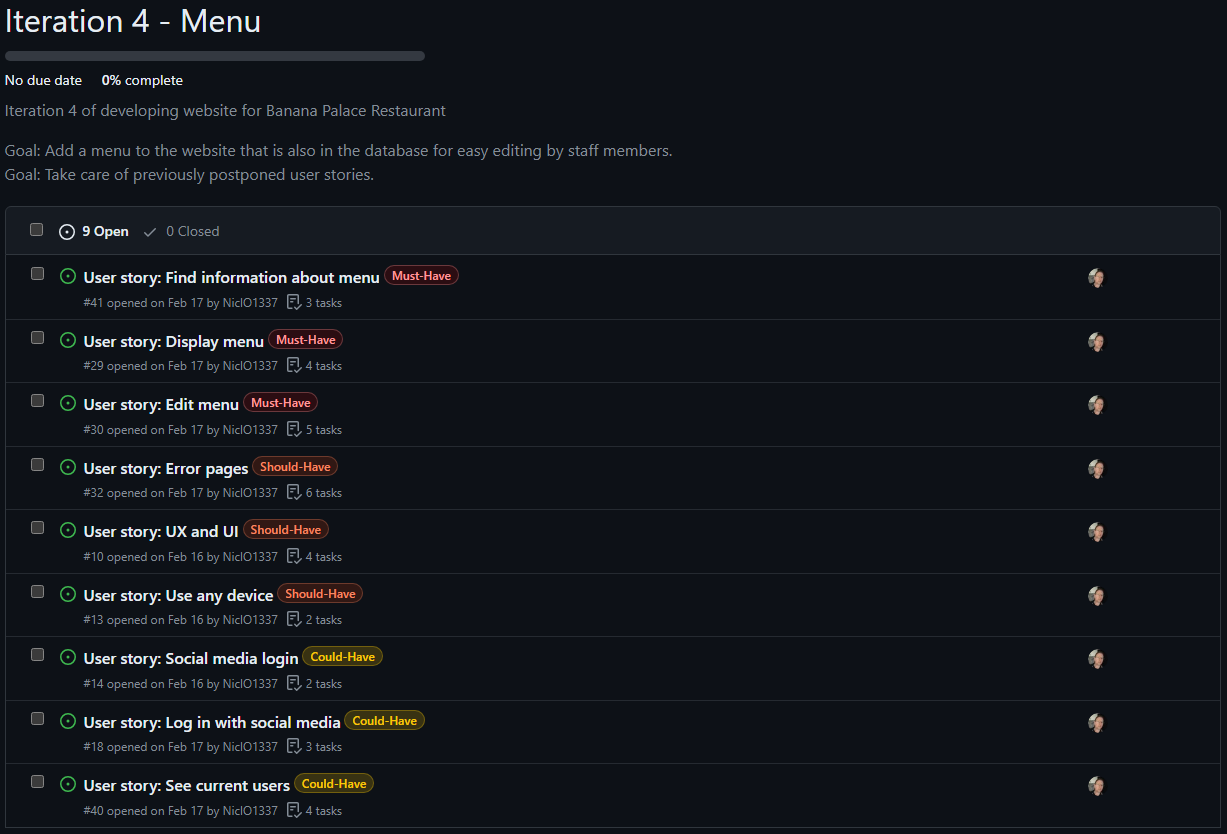 Iteration 4 - Menu
No due date 0% complete
Iteration 4 of developing website for Banana Palace Restaurant
Goal: Add a menu to the website that is also in the database for easy editing by staff members.
Goal: Take care of previously postponed user stories.
9 Open 0 Closed
User story: Find information about menu Must-Have
#41 opened on Feb 17 by NiclO1337 3 tasks
User story: Display menu Must-Have
#29 opened on Feb 17 by NiclO1337 4 tasks
User story: Edit menu Must-Have
#30 opened on Feb 17 by NiclO1337 5 tasks
User story: Error pages Should-Have
#32 opened on Feb 17 by NiclO1337 6 tasks
User story: UX and UI Should-Have
#10 opened on Feb 16 by NiclO1337 4 tasks
User story: Use any device Should-Have
#13 opened on Feb 16 by NiclO1337 2 tasks
User story: Social media login Could-Have
#14 opened on Feb 16 by NiclO1337 2 tasks
User story: Log in with social media Could-Have
#18 opened on Feb 17 by NiclO1337 3 tasks
User story: See current users Could-Have
#40 opened on Feb 17 by NiclO1337 4 tasks